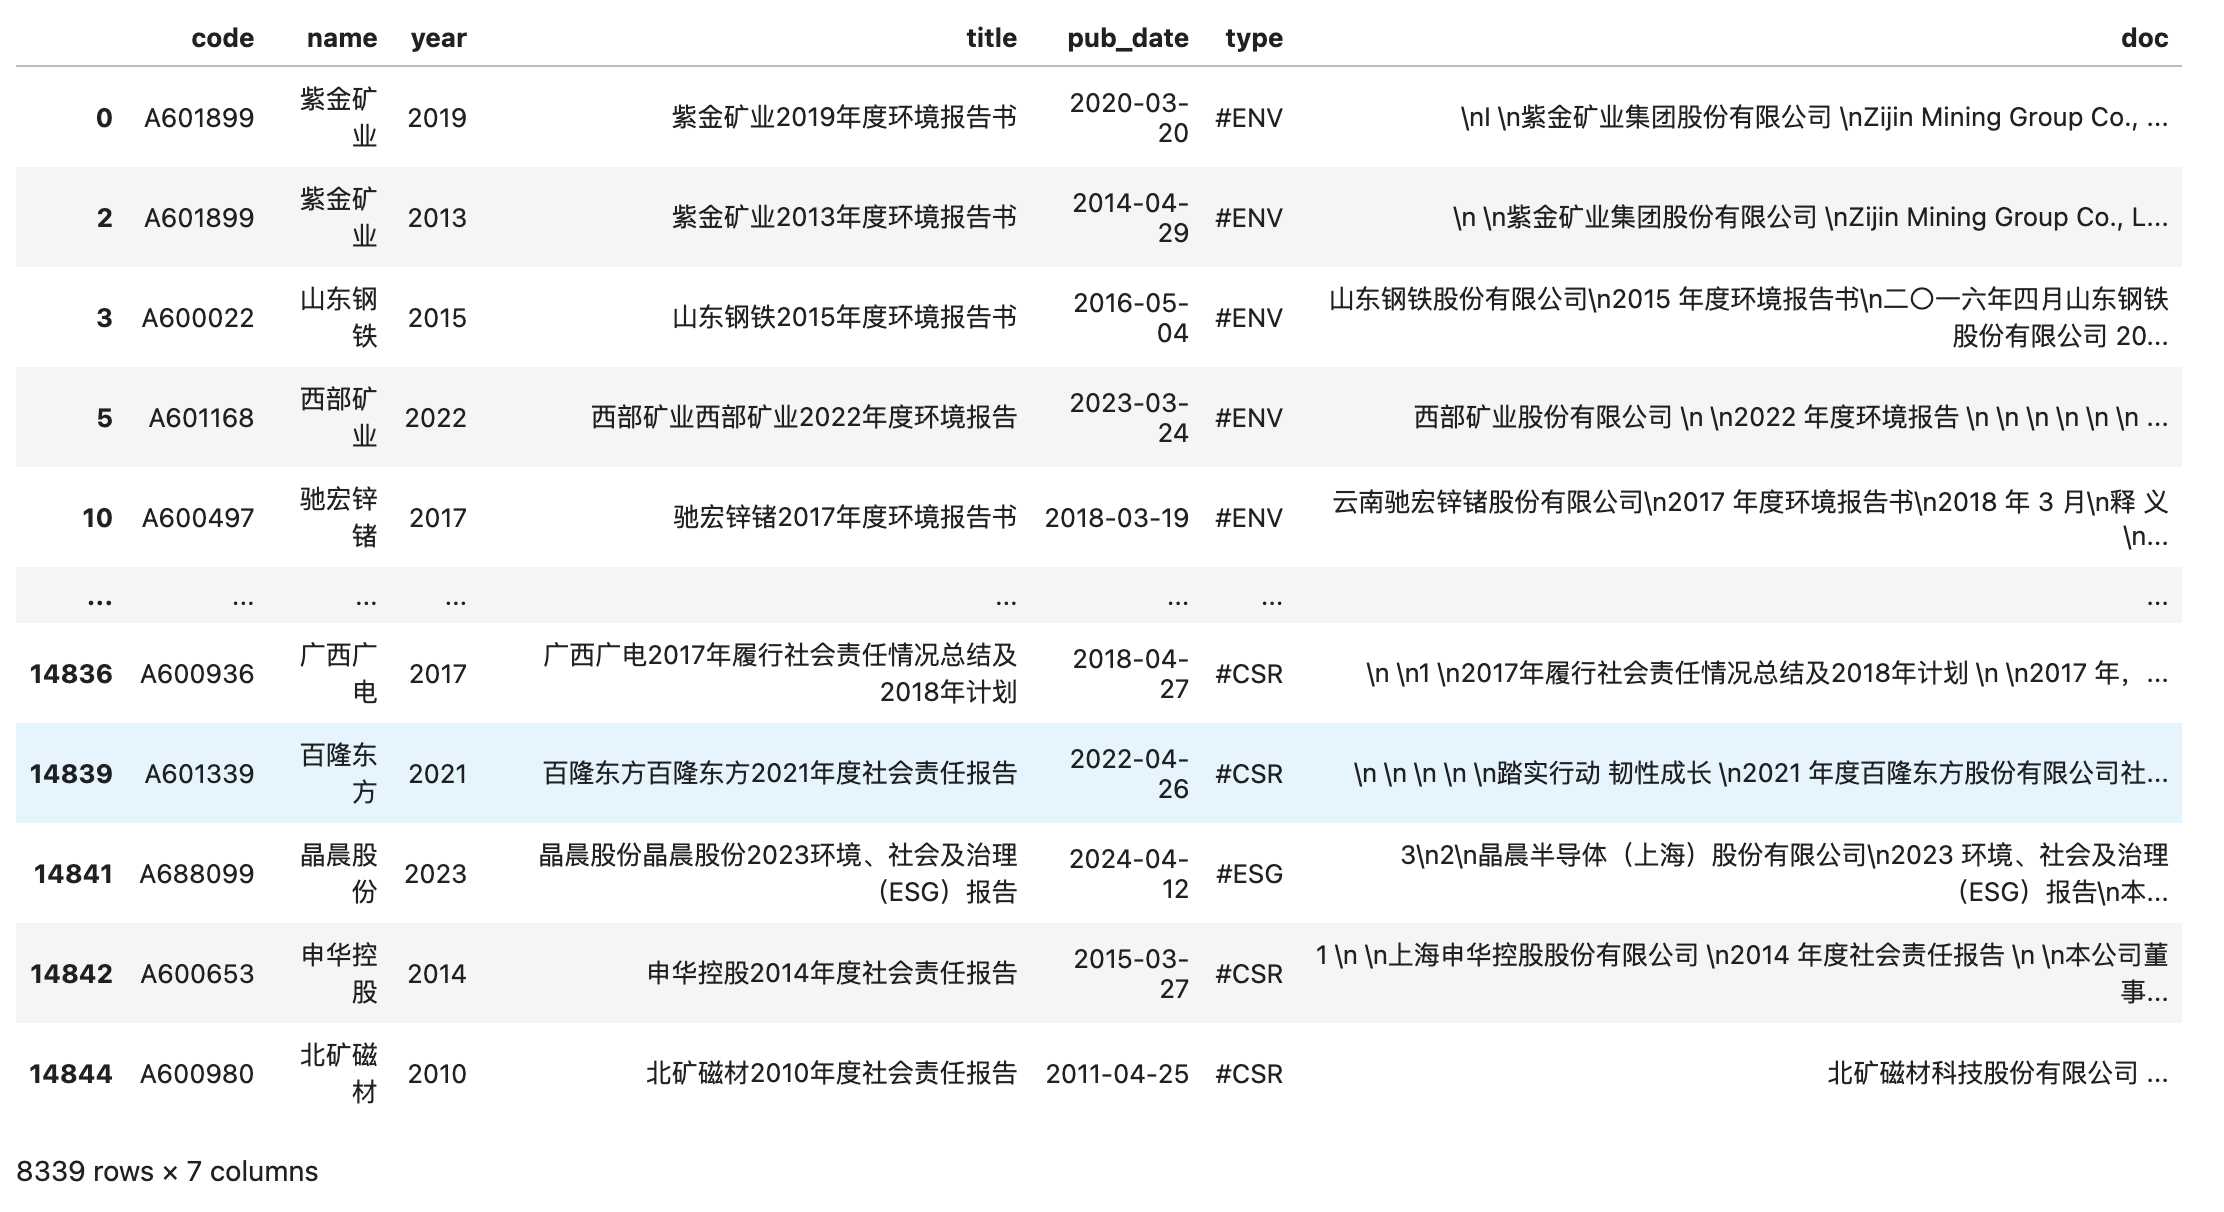 code name year title pub_date type doc
0 A601899 紫金矿业 2019 紫金矿业2019年度环境报告书 2020-03-20 #ENV \nI \n紫金矿业集团股份有限公司 \nZijin Mining Group Co., ...
2 A601899 紫金矿业 2013 紫金矿业2013年度环境报告书 2014-04-29 #ENV \n \n紫金矿业集团股份有限公司 \nZijin Mining Group Co., L...
3 A600022 山东钢铁 2015 山东钢铁2015年度环境报告书 2016-05-04 #ENV 山东钢铁股份有限公司\n2015 年度环境报告书\n二〇一六年四月山东钢铁股份有限公司 20...
5 A601168 西部矿业 2022 西部矿业西部矿业2022年度环境报告 2023-03-24 #ENV 西部矿业股份有限公司 \n \n2022 年度环境报告 \n \n \n \n \n \n ...
10 A600497 驰宏锌锗 2017 驰宏锌锗2017年度环境报告书 2018-03-19 #ENV 云南驰宏锌锗股份有限公司\n2017 年度环境报告书\n2018 年 3 月\n释 义\n...
... ... ... ... ... ... ... ...
14836 A600936 广西广电 2017 广西广电2017年履行社会责任情况总结及2018年计划 2018-04-27 #CSR \n \n1 \n2017年履行社会责任情况总结及2018年计划 \n \n2017 年，...
14839 A601339 百隆东方 2021 百隆东方百隆东方2021年度社会责任报告 2022-04-26 #CSR \n \n \n \n \n踏实行动 韧性成长 \n2021 年度百隆东方股份有限公司社...
14841 A688099 晶晨股份 2023 晶晨股份晶晨股份2023环境、社会及治理（ESG）报告 2024-04-12 #ESG 3\n2\n晶晨半导体（上海）股份有限公司\n2023 环境、社会及治理（ESG）报告\n本...
14842 A600653 申华控股 2014 申华控股2014年度社会责任报告 2015-03-27 #CSR 1 \n \n上海申华控股股份有限公司 \n2014 年度社会责任报告 \n \n本公司董事...
14844 A600980 北矿磁材 2010 北矿磁材2010年度社会责任报告 2011-04-25 #CSR 北矿磁材科技股份有限公司 ...
8339 rows × 7 columns